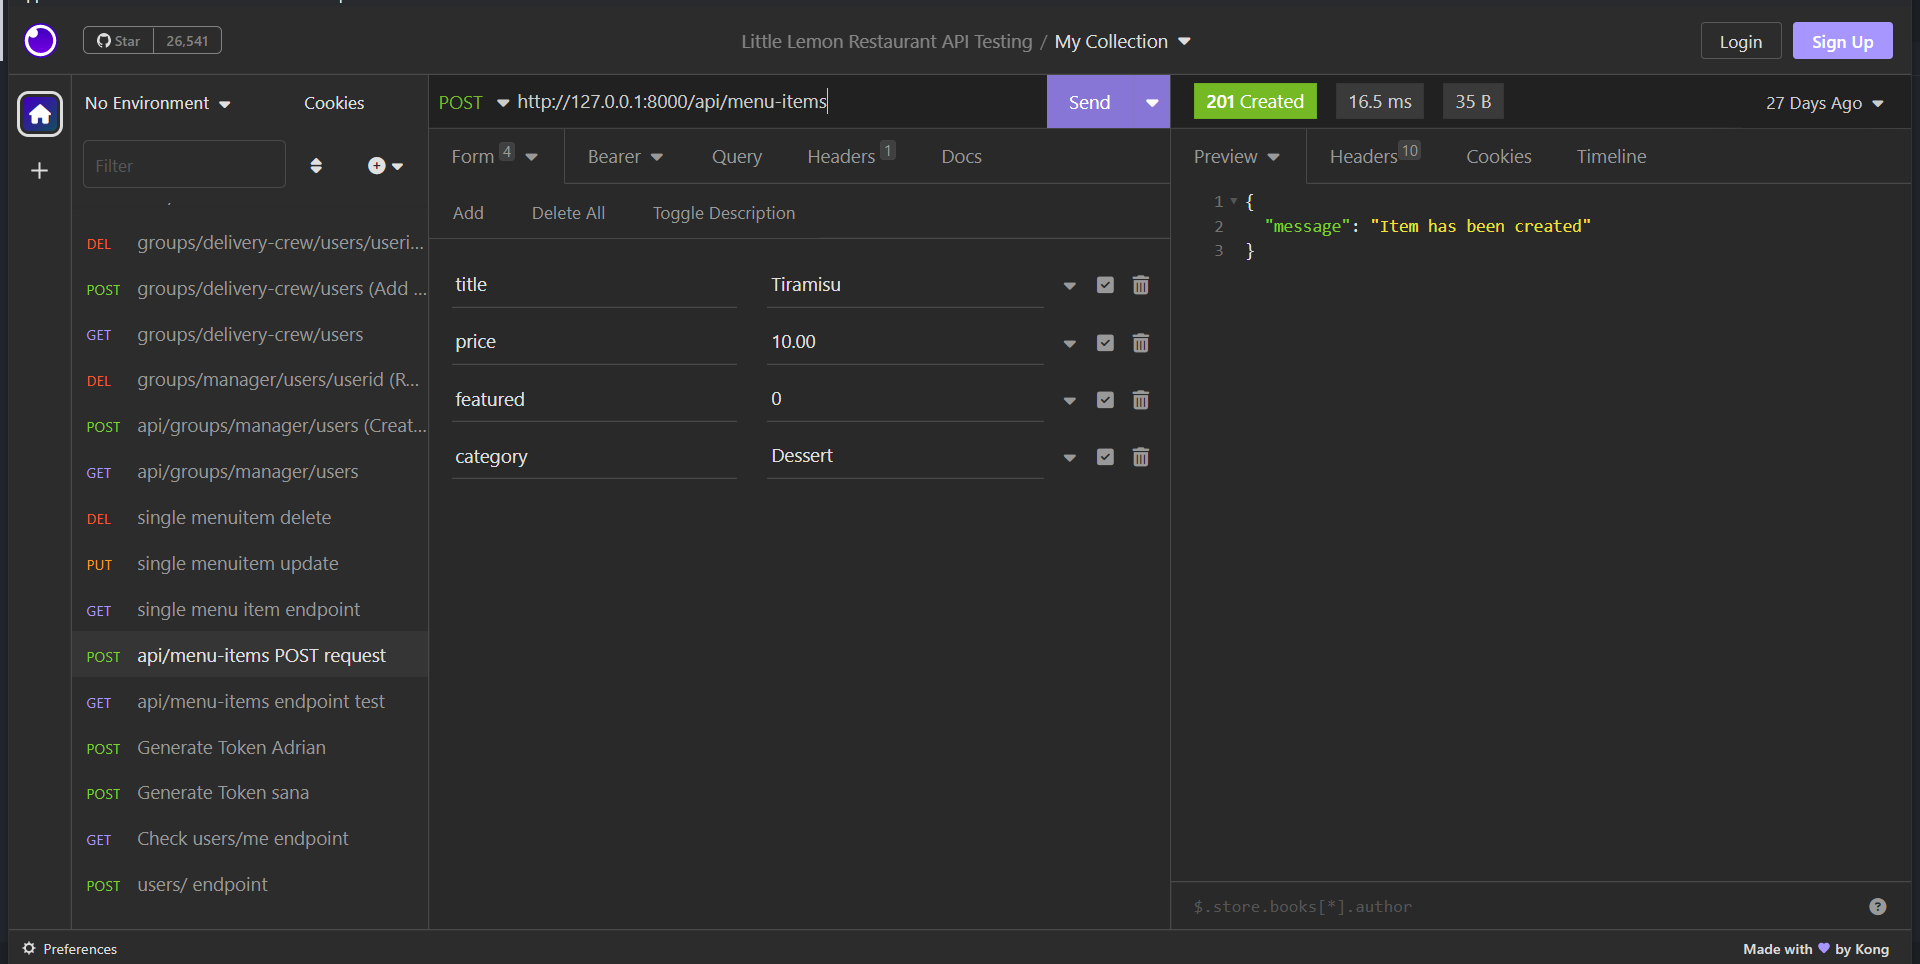 Star 26,541
Little Lemon Restaurant API Testing / My Collection
Login
Sign Up
No Environment
Cookies
Filter
DEL groups/delivery-crew/users/useri...
POST groups/delivery-crew/users (Add ...
GET groups/delivery-crew/users
DEL groups/manager/users/userid (R...
POST api/groups/manager/users (Creat...
GET api/groups/manager/users
DEL single menuitem delete
PUT single menuitem update
GET single menu item endpoint
POST api/menu-items POST request
GET api/menu-items endpoint test
POST Generate Token Adrian
POST Generate Token sana
GET Check users/me endpoint
POST users/ endpoint
POST http://127.0.0.1:8000/api/menu-items
Send
Form 4 Bearer Query Headers 1 Docs
Add Delete All Toggle Description
title Tiramisu
price 10.00
featured 0
category Dessert
201 Created 16.5 ms 35 B 27 Days Ago
Preview Headers 10 Cookies Timeline
1 {
2 "message": "Item has been created"
3 }
$.store.books[*].author
?
Preferences
Made with by Kong